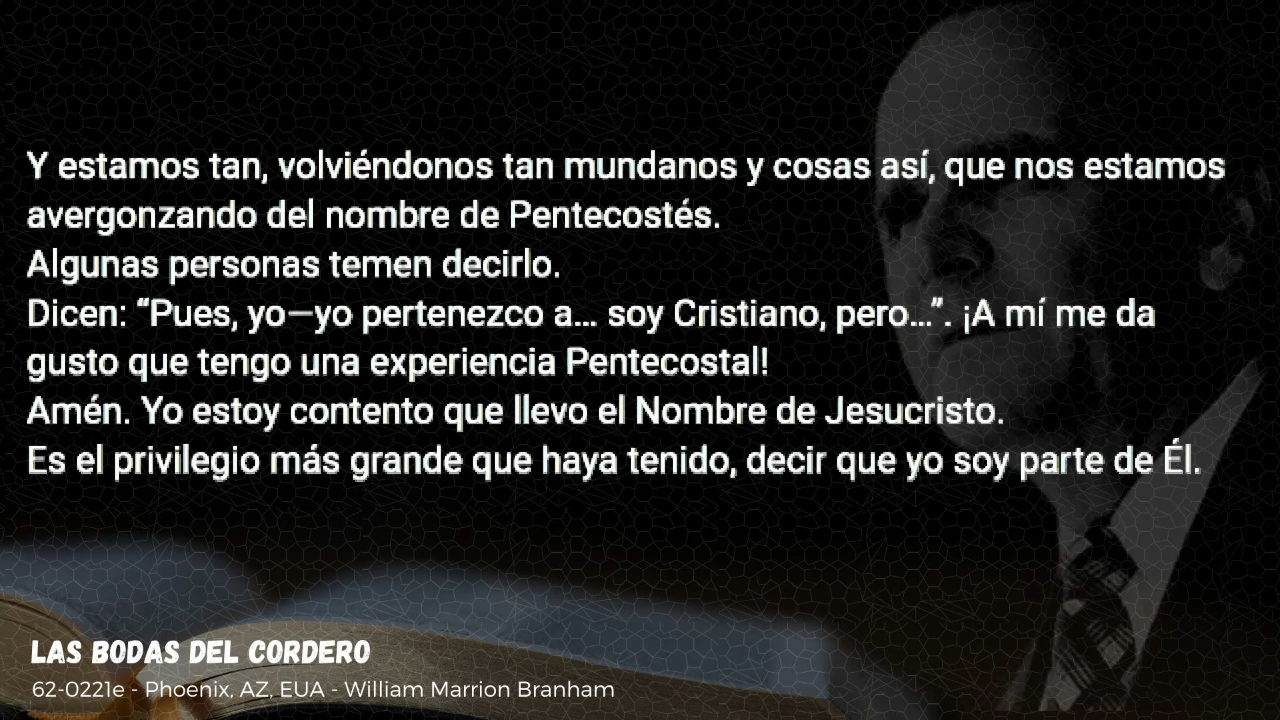 Y estamos tan, volviéndonos tan mundanos y cosas así, que nos estamos
avergonzando del nombre de Pentecostés.
Algunas personas temen decirlo.
Dicen: “Pues, yo—yo pertenezco a... soy Cristiano, pero...”. ¡A mí me da
gusto que tengo una experiencia Pentecostal!
Amén. Yo estoy contento que llevo el Nombre de Jesucristo.
Es el privilegio más grande que haya tenido, decir que yo soy parte de Él.
LAS BODAS DEL CORDERO
62-0221e - Phoenix, AZ, EUA - William Marrion Branham